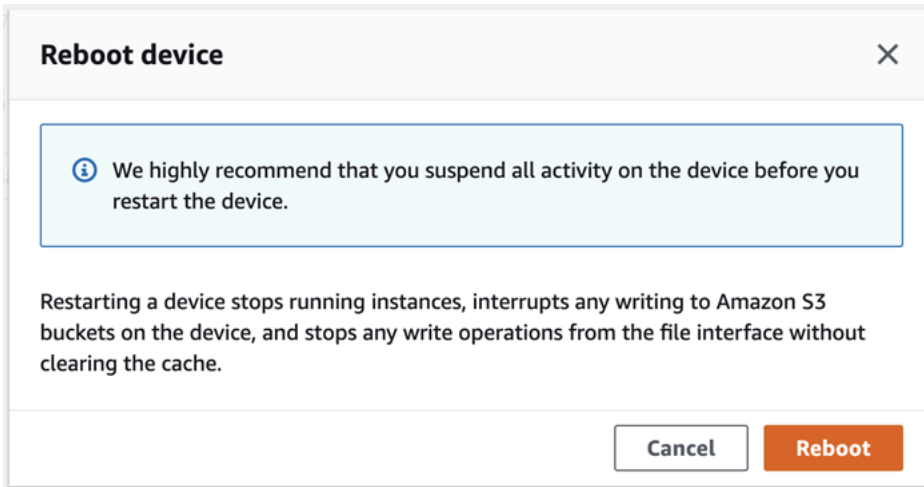 Reboot device
We highly recommend that you suspend all activity on the device before you
restart the device.
Restarting a device stops running instances, interrupts any writing to Amazon S3
buckets on the device, and stops any write operations from the file interface without
clearing the cache.
Cancel
Reboot